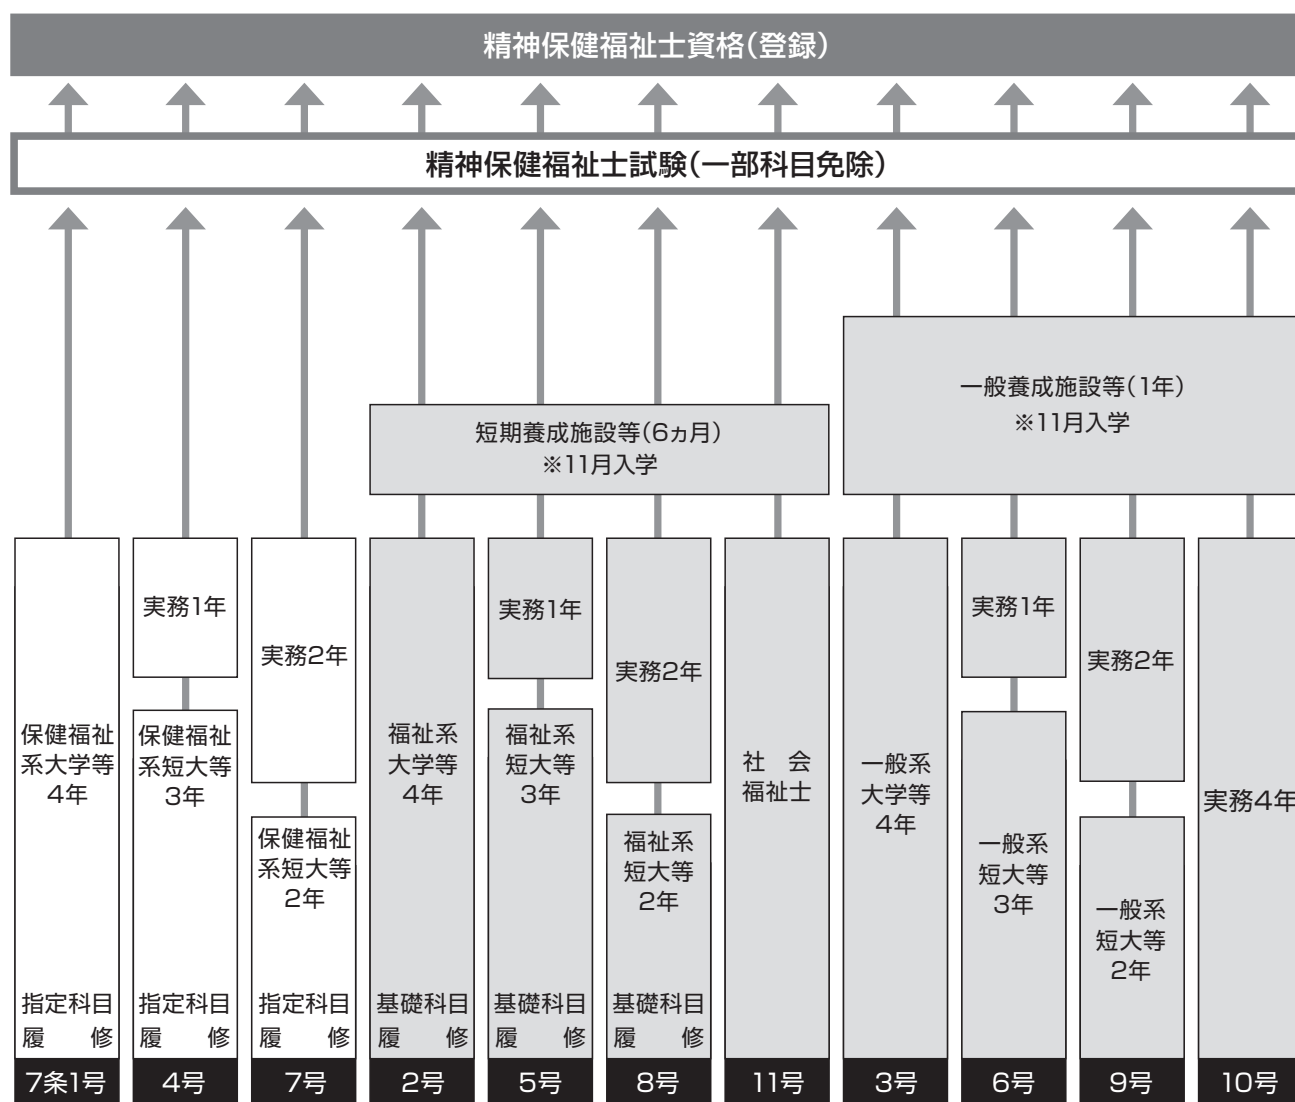 精神保健福祉士資格(登録)
精神保健福祉士試験(一部科目免除)
一般養成施設等(1年)
※11月入学
短期養成施設等(6ヵ月)
※11月入学
保健福祉
系大学等
4年
指定科目
履　修
7条1号
実務1年
保健福祉
系短大等
3年
指定科目
履　修
4号
実務2年
保健福祉
系短大等
2年
指定科目
履　修
7号
福祉系
大学等
4年
基礎科目
履　修
2号
実務1年
福祉系
短大等
3年
基礎科目
履　修
5号
実務2年
福祉系
短大等
2年
基礎科目
履　修
8号
社　会
福祉士
11号
一般系
大学等
4年
3号
実務1年
一般系
短大等
3年
6号
実務2年
一般系
短大等
2年
9号
実務4年
10号